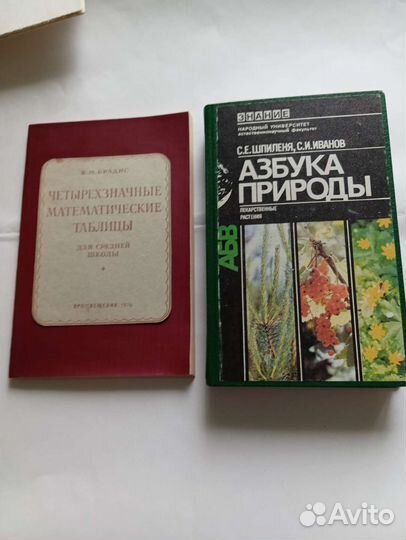 В. М. БРАДИС
ЧЕТЫРЕХЗНАЧНЫЕ
МАТЕМАТИЧЕСКИЕ
ТАБЛИЦЫ
ДЛЯ СРЕДНЕЙ
ШКОЛЫ
ПРОСВЕЩЕНИЕ
ЗНАНИЕ
НАРОДНЫЙ УНИВЕРСИТЕТ
естественнонаучный факультет
С.Е.ШПИЛЕНЯ, С.И.ИВАНОВ
АЗБУКА
ПРИРОДЫ
ЛЕКАРСТВЕННЫЕ
РАСТЕНИЯ
АБВ
Avito